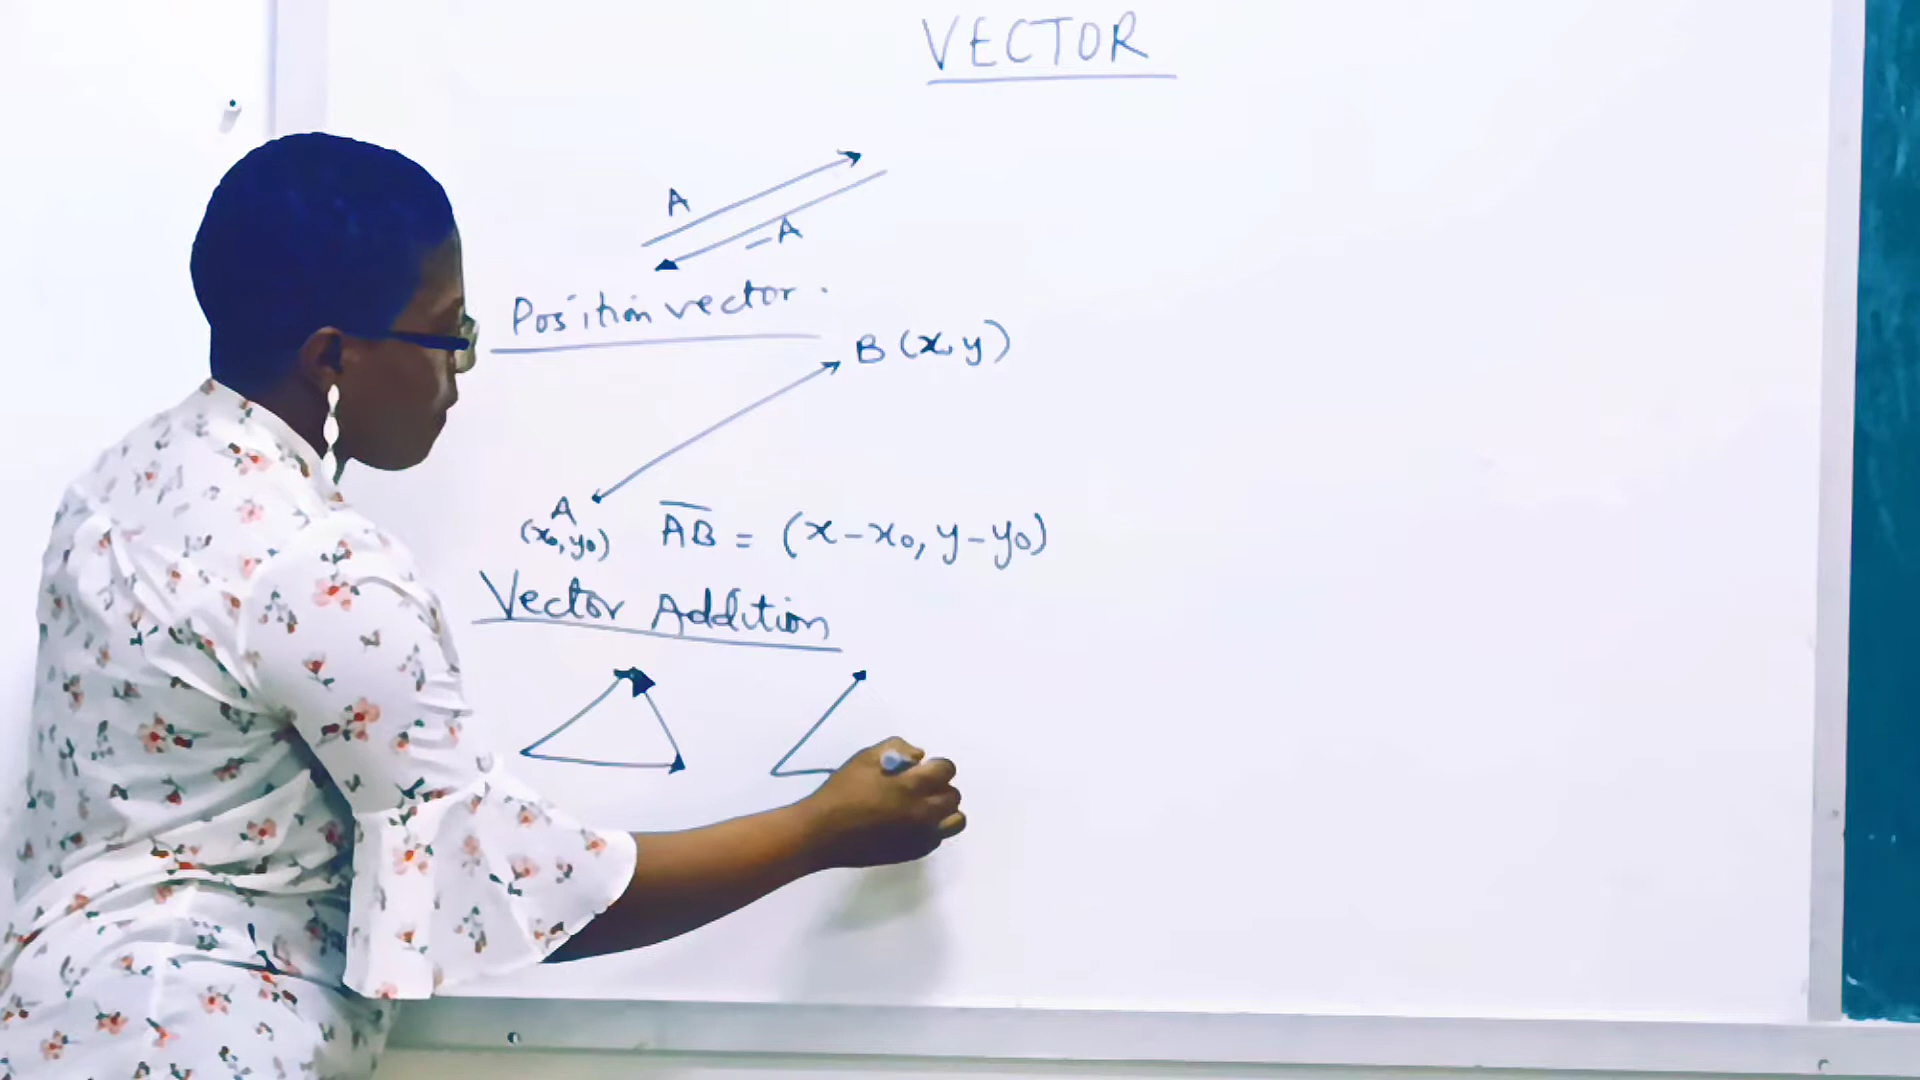 VECTOR
A
-A
Position vector.
B (x, y)
A
(x₀, y₀)
AB = (x-x₀, y-y₀)
Vector Addition